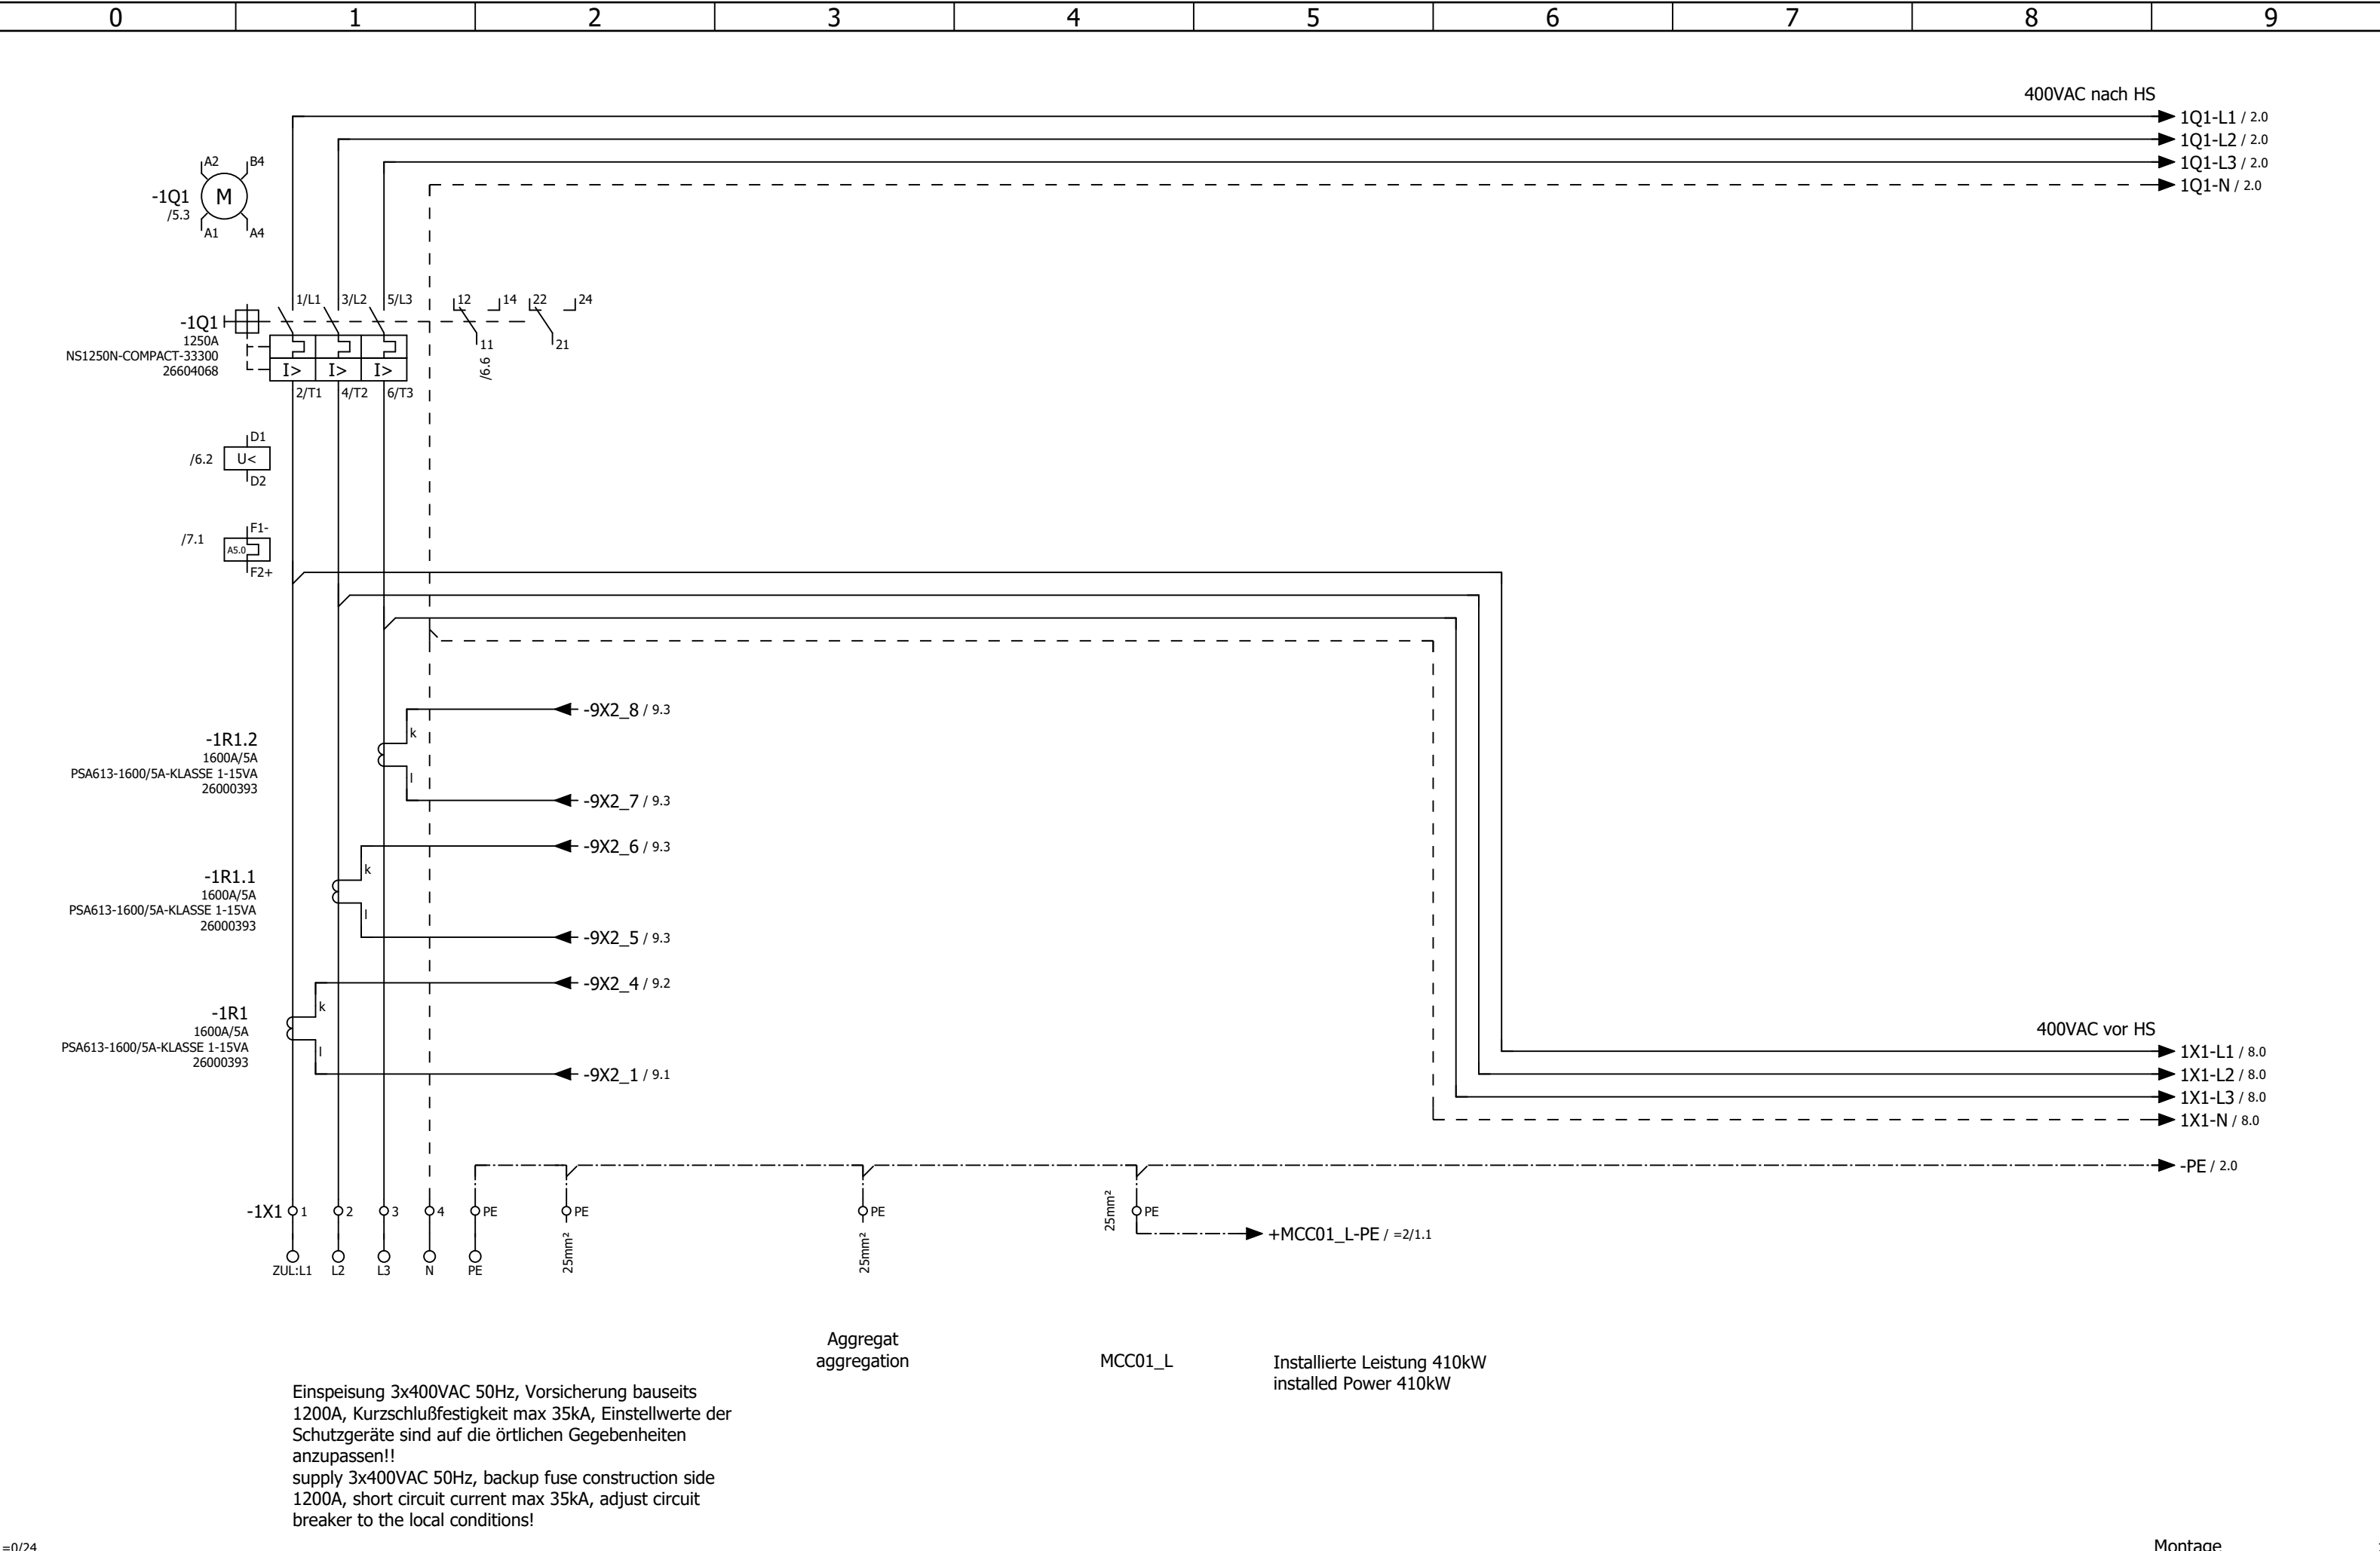 0 1 2 3 4 5 6 7 8 9
400VAC nach HS
1Q1-L1 / 2.0
1Q1-L2 / 2.0
1Q1-L3 / 2.0
1Q1-N / 2.0
A2 B4
-1Q1
/5.3
M
A1 A4
1/L1 3/L2 5/L3 12 14 22 24
-1Q1
1250A
NS1250N-COMPACT-33300
26604068
I> I> I>
11 21
/6.6
2/T1 4/T2 6/T3
D1
/6.2 U<
D2
F1-
/7.1
A5.0
F2+
-9X2_8 / 9.3
k
-1R1.2
1600A/5A
PSA613-1600/5A-KLASSE 1-15VA
26000393
l
-9X2_7 / 9.3
-9X2_6 / 9.3
k
-1R1.1
1600A/5A
PSA613-1600/5A-KLASSE 1-15VA
26000393
l
-9X2_5 / 9.3
-9X2_4 / 9.2
k
-1R1
1600A/5A
PSA613-1600/5A-KLASSE 1-15VA
26000393
l
-9X2_1 / 9.1
400VAC vor HS
1X1-L1 / 8.0
1X1-L2 / 8.0
1X1-L3 / 8.0
1X1-N / 8.0
-PE / 2.0
-1X1 1 2 3 4 PE PE PE PE
25mm² 25mm² 25mm²
+MCC01_L-PE / =2/1.1
ZUL:L1 L2 L3 N PE
Aggregat
aggregation
MCC01_L
Installierte Leistung 410kW
installed Power 410kW
Einspeisung 3x400VAC 50Hz, Vorsicherung bauseits
1200A, Kurzschlußfestigkeit max 35kA, Einstellwerte der
Schutzgeräte sind auf die örtlichen Gegebenheiten
anzupassen!!
supply 3x400VAC 50Hz, backup fuse construction side
1200A, short circuit current max 35kA, adjust circuit
breaker to the local conditions!
=0/24
Montage